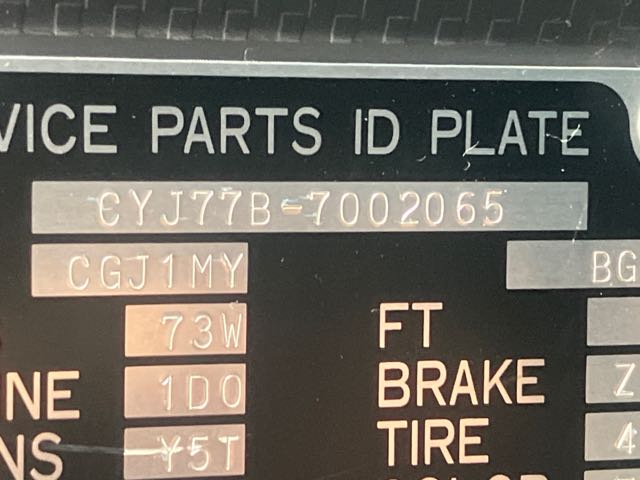 VICE PARTS ID PLATE
CYJ77B-7002065
CGJ1MY BG
73W FT
NE 1D0 BRAKE Z
NS Y5T TIRE 4